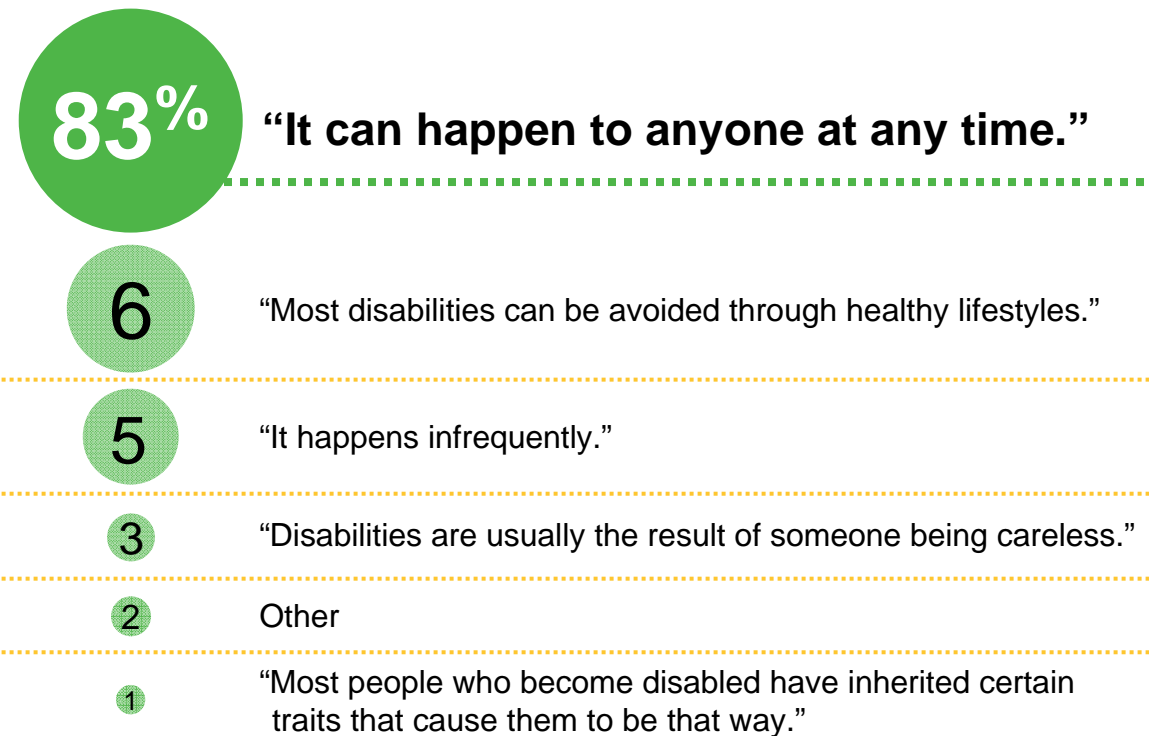 83% “It can happen to anyone at any time.”
6 “Most disabilities can be avoided through healthy lifestyles.”
5 “It happens infrequently.”
3 “Disabilities are usually the result of someone being careless.”
2 Other
1 “Most people who become disabled have inherited certain
traits that cause them to be that way.”